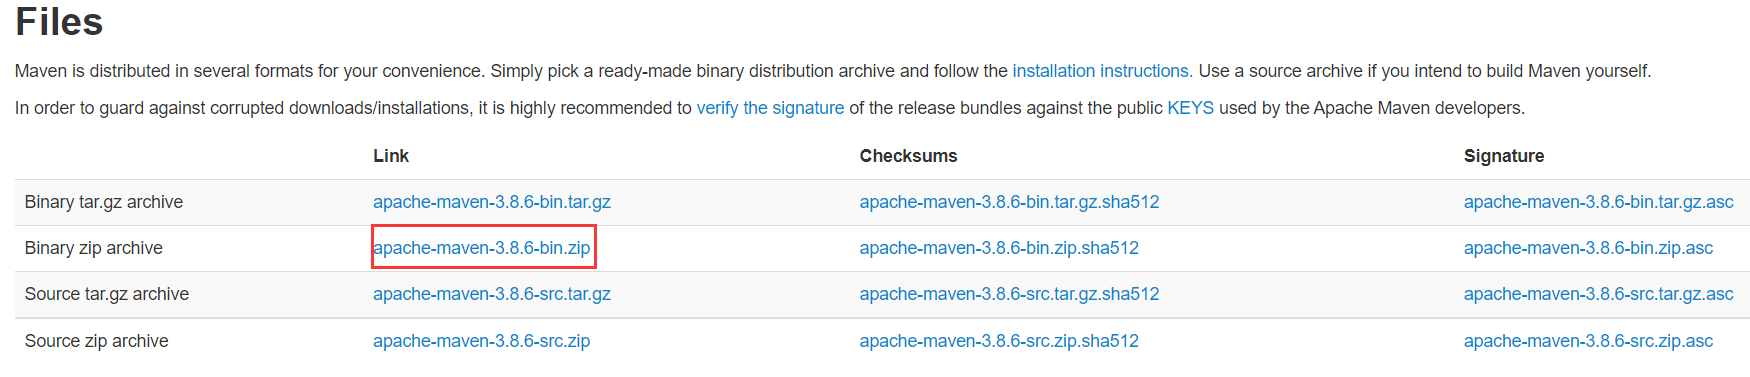 Files
Maven is distributed in several formats for your convenience. Simply pick a ready-made binary distribution archive and follow the installation instructions. Use a source archive if you intend to build Maven yourself.
In order to guard against corrupted downloads/installations, it is highly recommended to verify the signature of the release bundles against the public KEYS used by the Apache Maven developers.
Link Checksums Signature
Binary tar.gz archive apache-maven-3.8.6-bin.tar.gz apache-maven-3.8.6-bin.tar.gz.sha512 apache-maven-3.8.6-bin.tar.gz.asc
Binary zip archive apache-maven-3.8.6-bin.zip apache-maven-3.8.6-bin.zip.sha512 apache-maven-3.8.6-bin.zip.asc
Source tar.gz archive apache-maven-3.8.6-src.tar.gz apache-maven-3.8.6-src.tar.gz.sha512 apache-maven-3.8.6-src.tar.gz.asc
Source zip archive apache-maven-3.8.6-src.zip apache-maven-3.8.6-src.zip.sha512 apache-maven-3.8.6-src.zip.asc